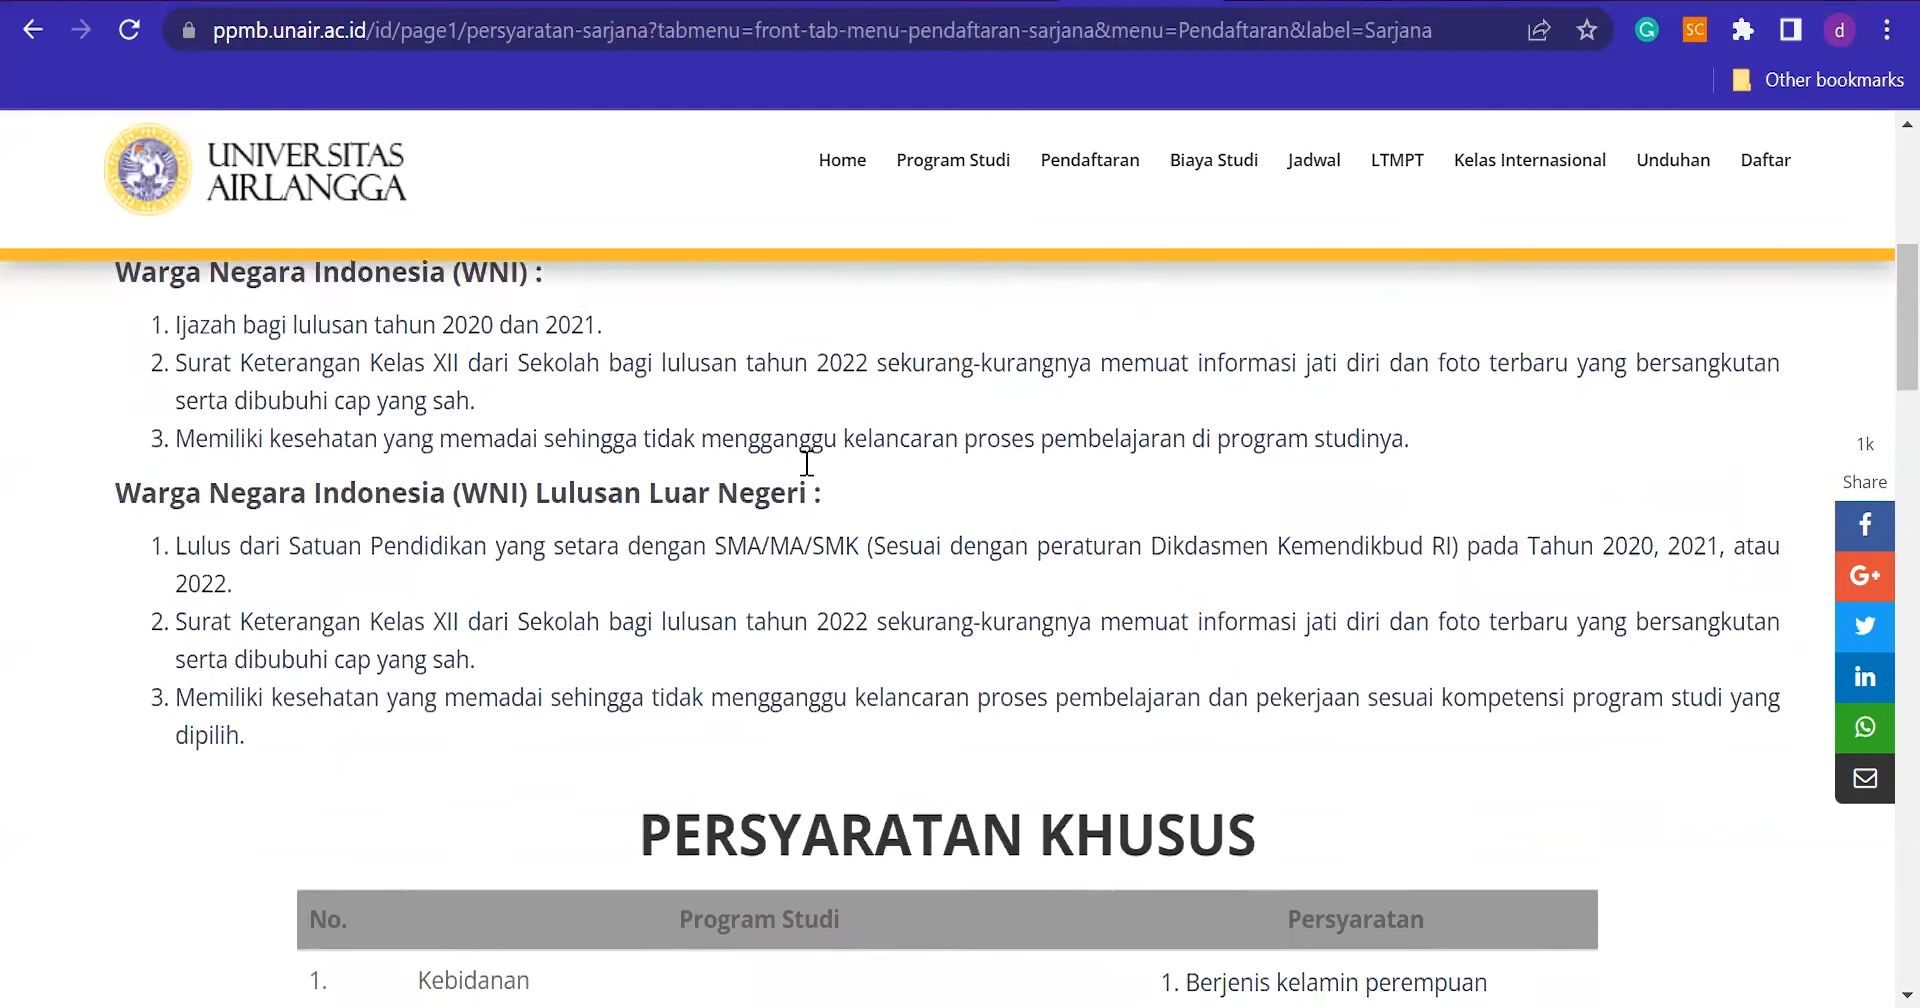 ppmb.unair.ac.id/id/page1/persyaratan-sarjana?tabmenu=front-tab-menu-pendaftaran-sarjana&menu=Pendaftaran&label=Sarjana
SC
d
Other bookmarks
UNIVERSITAS
AIRLANGGA
Home Program Studi Pendaftaran Biaya Studi Jadwal LTMPT Kelas Internasional Unduhan Daftar
Warga Negara Indonesia (WNI) :
1. Ijazah bagi lulusan tahun 2020 dan 2021.
2. Surat Keterangan Kelas XII dari Sekolah bagi lulusan tahun 2022 sekurang-kurangnya memuat informasi jati diri dan foto terbaru yang bersangkutan
serta dibubuhi cap yang sah.
3. Memiliki kesehatan yang memadai sehingga tidak mengganggu kelancaran proses pembelajaran di program studinya.
Warga Negara Indonesia (WNI) Lulusan Luar Negeri :
1. Lulus dari Satuan Pendidikan yang setara dengan SMA/MA/SMK (Sesuai dengan peraturan Dikdasmen Kemendikbud RI) pada Tahun 2020, 2021, atau
2022.
2. Surat Keterangan Kelas XII dari Sekolah bagi lulusan tahun 2022 sekurang-kurangnya memuat informasi jati diri dan foto terbaru yang bersangkutan
serta dibubuhi cap yang sah.
3. Memiliki kesehatan yang memadai sehingga tidak mengganggu kelancaran proses pembelajaran dan pekerjaan sesuai kompetensi program studi yang
dipilih.
1k
Share
G+
PERSYARATAN KHUSUS
No. Program Studi Persyaratan
1. Kebidanan 1. Berjenis kelamin perempuan